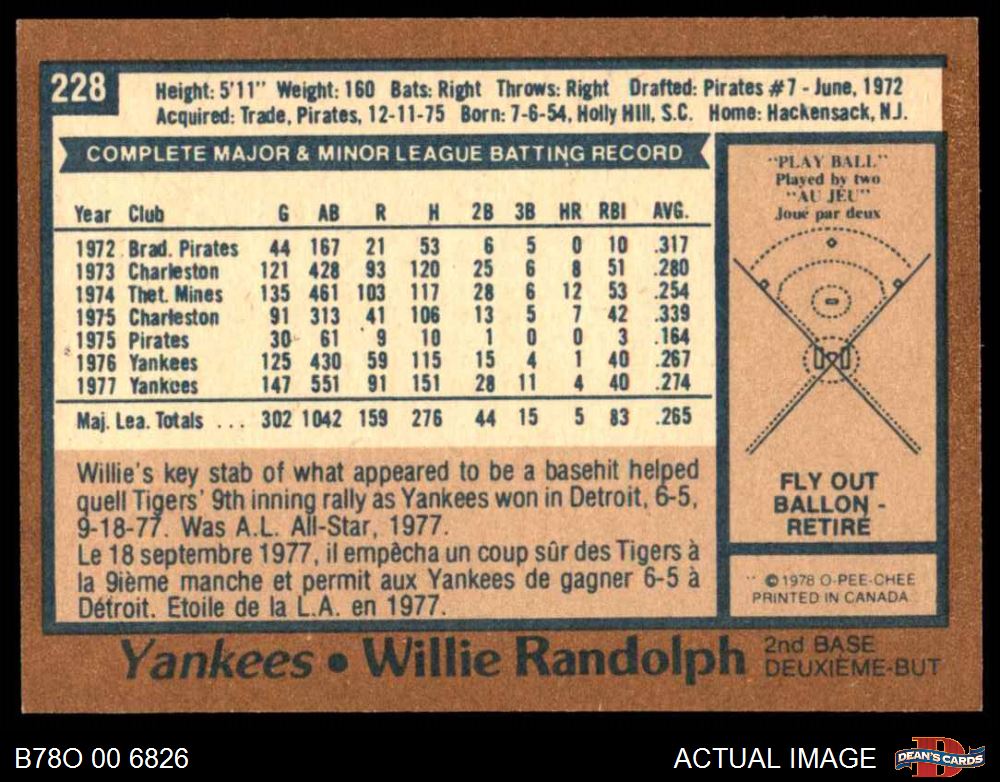 228
Height: 5'11" Weight: 160 Bats: Right Throws: Right Drafted: Pirates #7 - June, 1972
Acquired: Trade, Pirates, 12-11-75 Born: 7-6-54, Holly Hill, S.C. Home: Hackensack, N.J.
COMPLETE MAJOR & MINOR LEAGUE BATTING RECORD
Year Club G AB R H 2B 3B HR RBI AVG.
1972 Brad. Pirates 44 167 21 53 6 5 0 10 .317
1973 Charleston 121 428 93 120 25 6 8 51 .280
1974 Thet. Mines 135 461 103 117 28 6 12 53 .254
1975 Charleston 91 313 41 106 13 5 7 42 .339
1975 Pirates 30 61 9 10 1 0 0 3 .164
1976 Yankees 125 430 59 115 15 4 1 40 .267
1977 Yankees 147 551 91 151 28 11 4 40 .274
Maj. Lea. Totals ... 302 1042 159 276 44 15 5 83 .265
Willie's key stab of what appeared to be a basehit helped
quell Tigers' 9th inning rally as Yankees won in Detroit, 6-5,
9-18-77. Was A.L. All-Star, 1977.
Le 18 septembre 1977, il empêcha un coup sûr des Tigers à
la 9ième manche et permit aux Yankees de gagner 6-5 à
Détroit. Etoile de la L.A. en 1977.
"PLAY BALL"
Played by two
"AU JEU"
Joué par deux
FLY OUT
BALLON -
RETIRÉ
© 1978 O-PEE-CHEE
PRINTED IN CANADA
Yankees • Willie Randolph
2nd BASE
DEUXIÈME-BUT
B78O 00 6826
ACTUAL IMAGE
D
DEAN'S CARDS